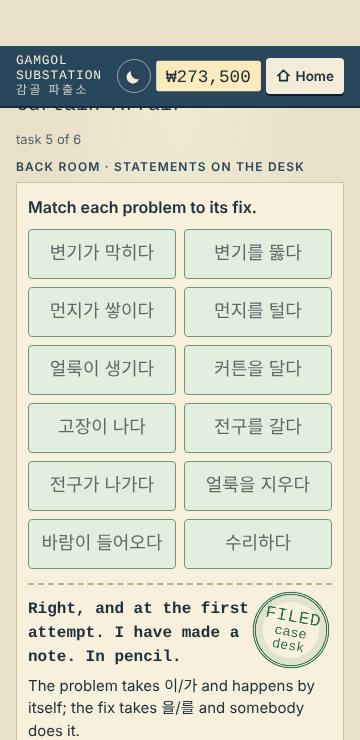 GAMGOL
SUBSTATION
감골 파출소
₩273,500
Home
Curtain Affair
task 5 of 6
BACK ROOM · STATEMENTS ON THE DESK
Match each problem to its fix.
변기가 막히다
변기를 뚫다
먼지가 쌓이다
먼지를 털다
얼룩이 생기다
커튼을 달다
고장이 나다
전구를 갈다
전구가 나가다
얼룩을 지우다
바람이 들어오다
수리하다
Right, and at the first
attempt. I have made a
note. In pencil.
FILED
case
desk
The problem takes 이/가 and happens by
itself; the fix takes 을/를 and somebody
does it.